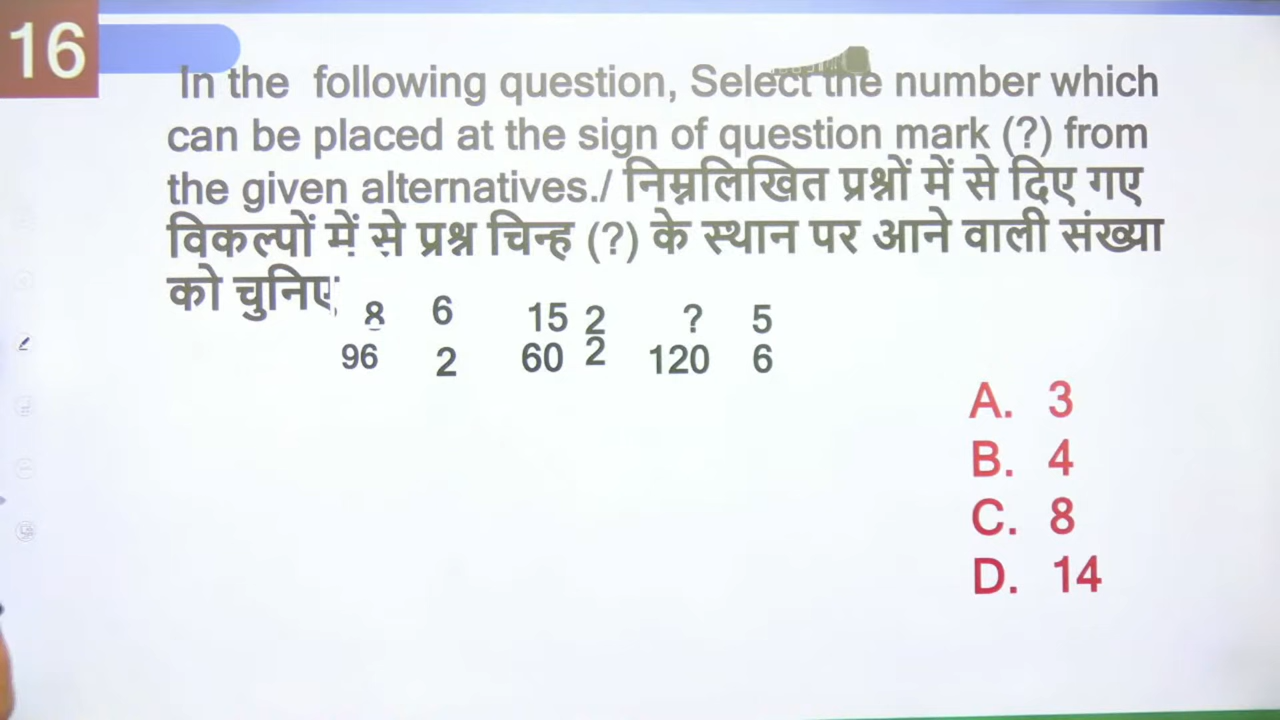 16
In the following question, Select the number which
can be placed at the sign of question mark (?) from
the given alternatives./ निम्नलिखित प्रश्नों में से दिए गए
विकल्पों में से प्रश्न चिन्ह (?) के स्थान पर आने वाली संख्या
को चुनिए
8 6 15 2 ? 5
96 2 60 2 120 6
A. 3
B. 4
C. 8
D. 14